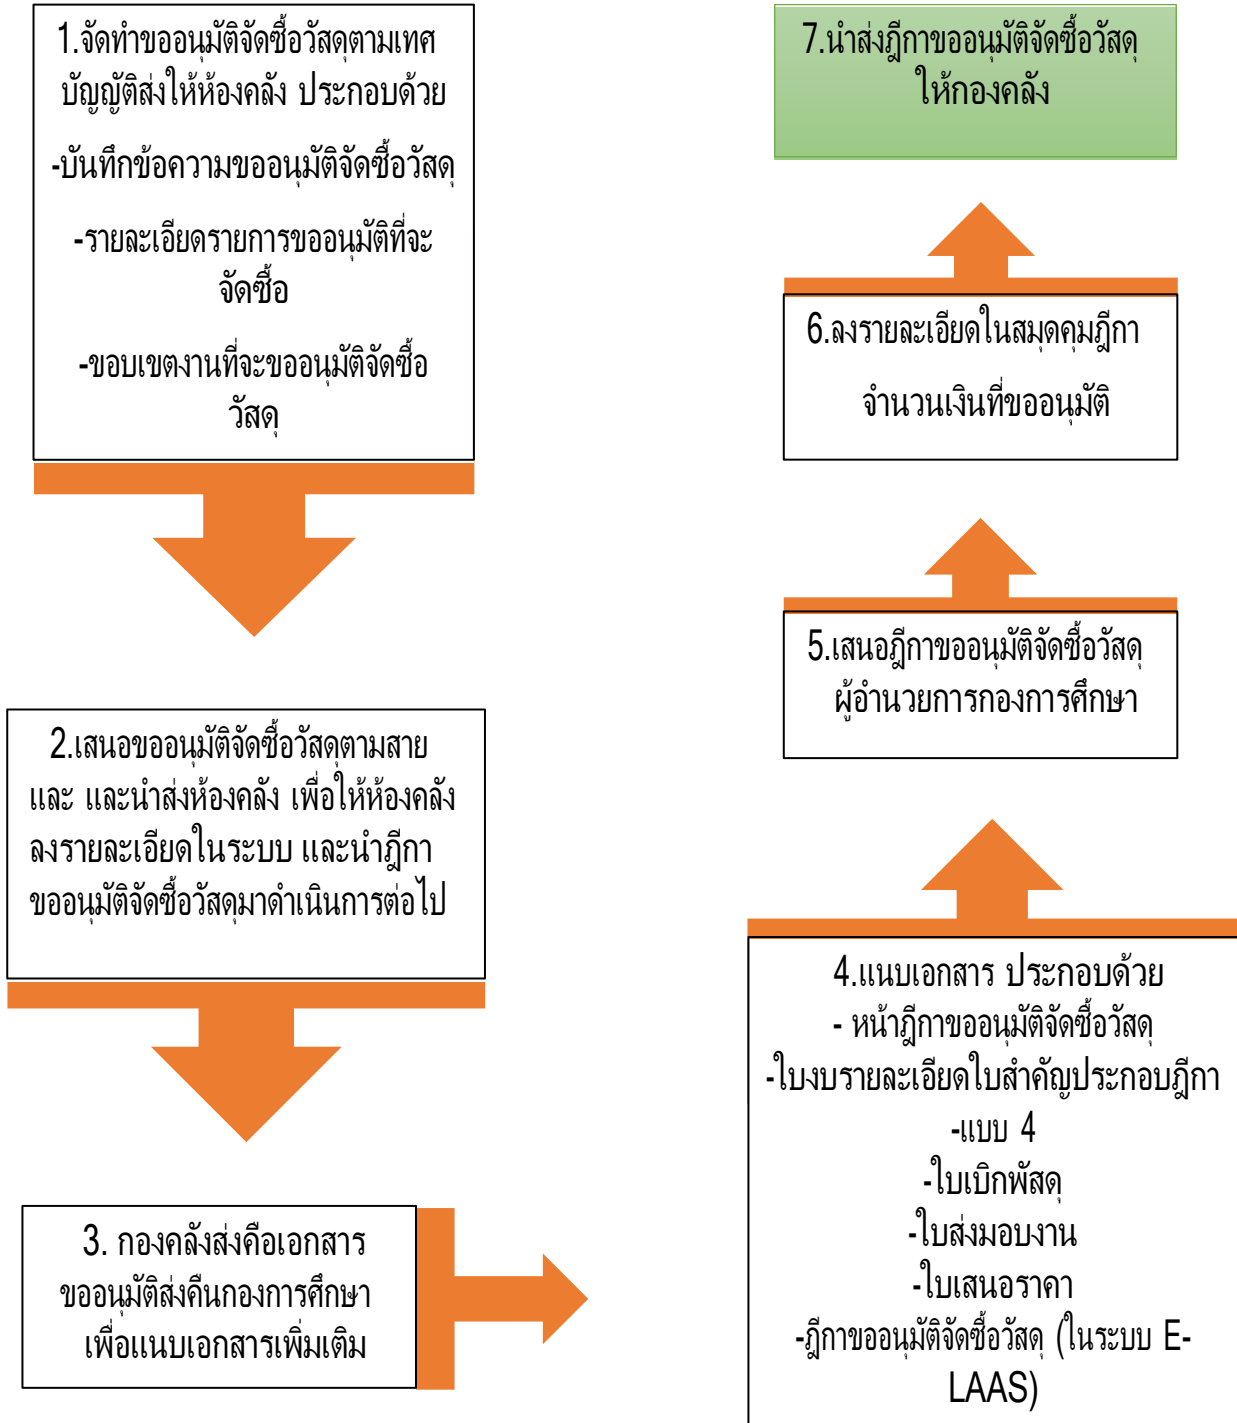 1.จัดทำขออนุมัติจัดซื้อวัสดุตามเทศ
บัญญัติส่งให้ห้องคลัง ประกอบด้วย
-บันทึกข้อความขออนุมัติจัดซื้อวัสดุ
-รายละเอียดรายการขออนุมัติที่จะ
จัดซื้อ
-ขอบเขตงานที่จะขออนุมัติจัดซื้อ
วัสดุ
2.เสนอขออนุมัติจัดซื้อวัสดุตามสาย
และ และนำส่งห้องคลัง เพื่อให้ห้องคลัง
ลงรายละเอียดในระบบ และนำฎีกา
ขออนุมัติจัดซื้อวัสดุมาดำเนินการต่อไป
3. กองคลังส่งคือเอกสาร
ขออนุมัติส่งคืนกองการศึกษา
เพื่อแนบเอกสารเพิ่มเติม
4.แนบเอกสาร ประกอบด้วย
- หน้าฎีกาขออนุมัติจัดซื้อวัสดุ
-ใบงบรายละเอียดใบสำคัญประกอบฎีกา
-แบบ 4
-ใบเบิกพัสดุ
-ใบส่งมอบงาน
-ใบเสนอราคา
-ฎีกาขออนุมัติจัดซื้อวัสดุ (ในระบบ E-
LAAS)
5.เสนอฎีกาขออนุมัติจัดซื้อวัสดุ
ผู้อำนวยการกองการศึกษา
6.ลงรายละเอียดในสมุดคุมฎีกา
จำนวนเงินที่ขออนุมัติ
7.นำส่งฎีกาขออนุมัติจัดซื้อวัสดุ
ให้กองคลัง